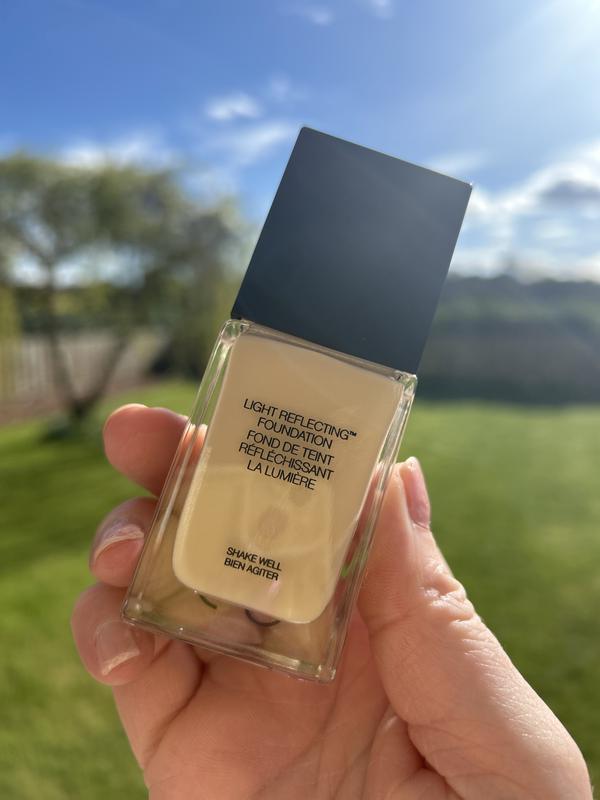 LIGHT REFLECTING™
FOUNDATION
FOND DE TEINT
RÉFLÉCHISSANT
LA LUMIÈRE
SHAKE WELL
BIEN AGITER